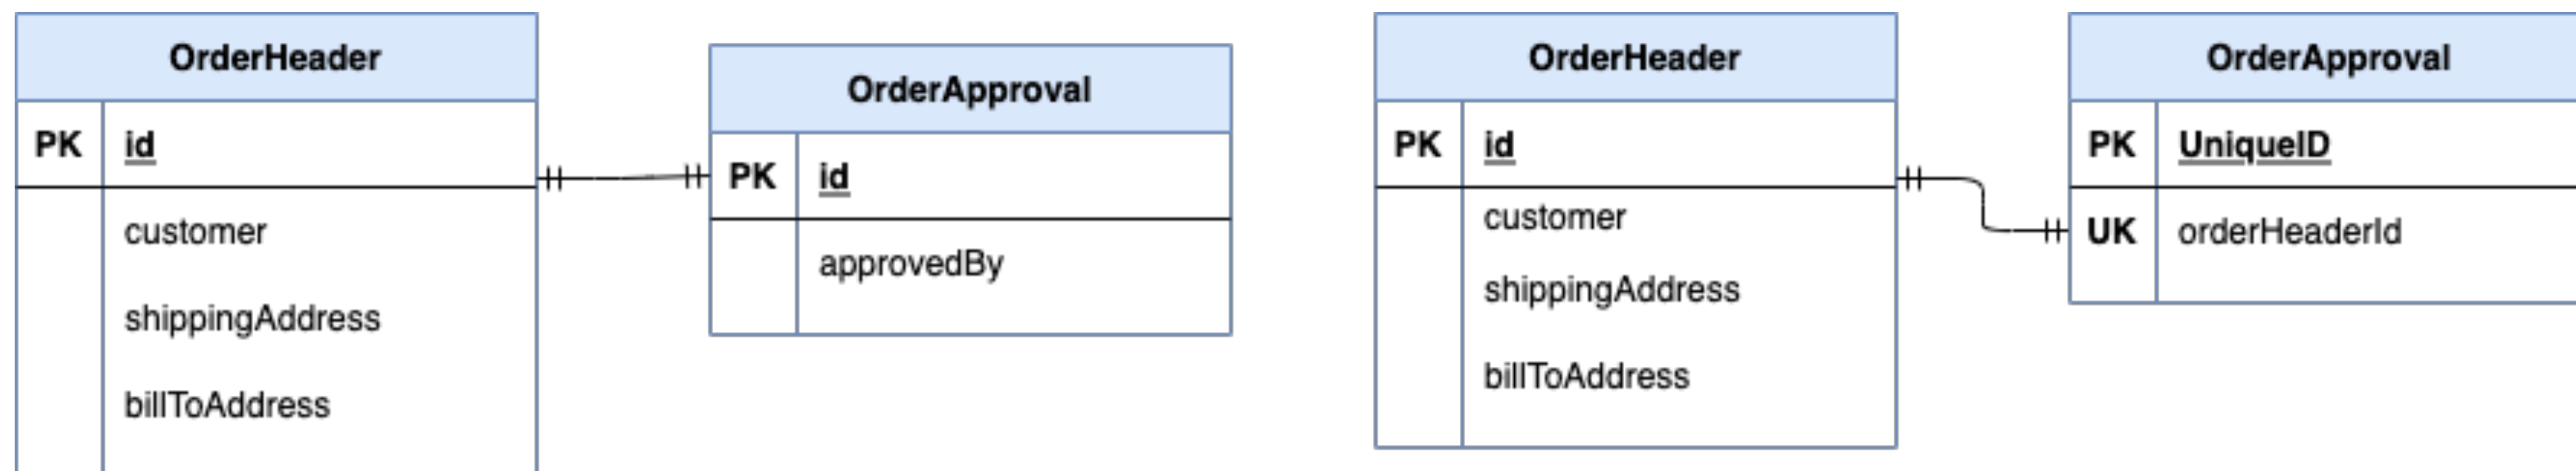 OrderHeader
PK id
customer
shippingAddress
billToAddress
OrderApproval
PK id
approvedBy
OrderHeader
PK id
customer
shippingAddress
billToAddress
OrderApproval
PK UniqueID
UK orderHeaderId